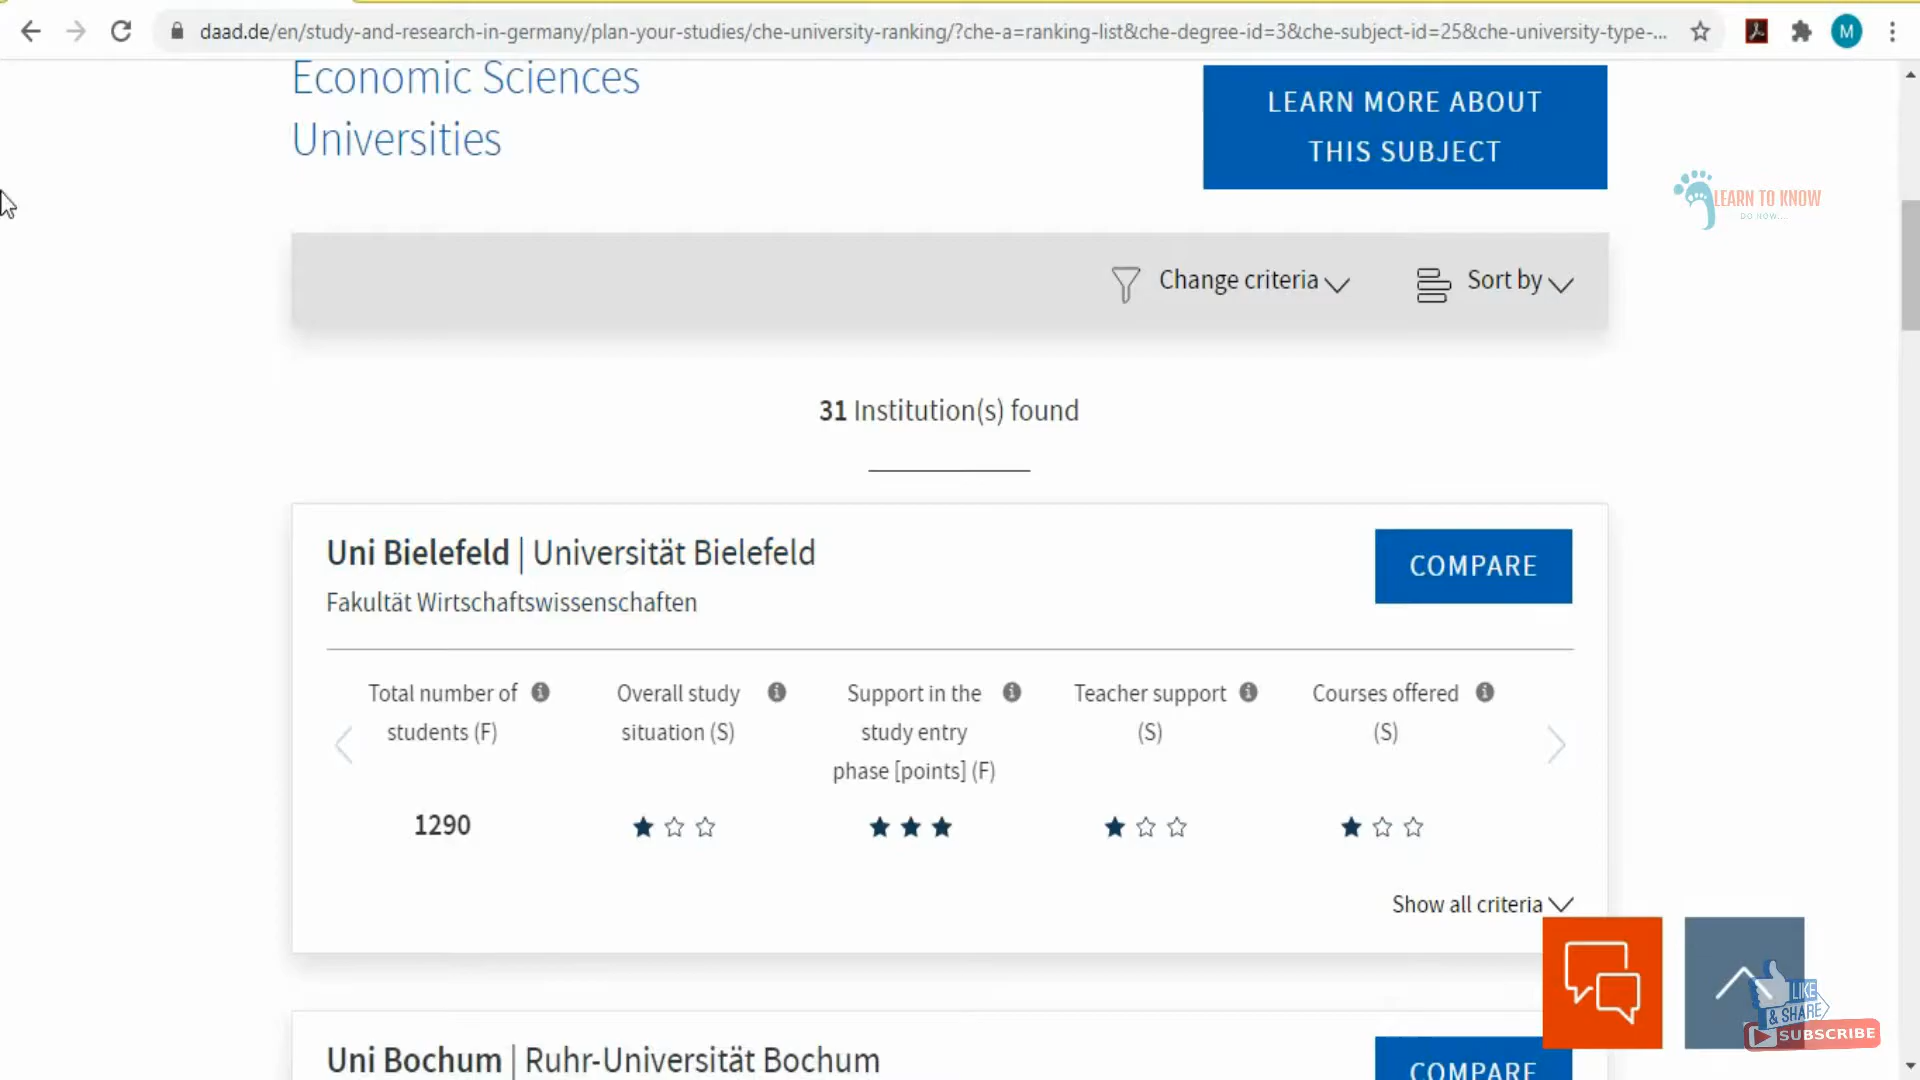 daad.de/en/study-and-research-in-germany/plan-your-studies/che-university-ranking/?che-a=ranking-list&che-degree-id=3&che-subject-id=25&che-university-type-...
M
Economic Sciences
Universities
LEARN MORE ABOUT
THIS SUBJECT
LEARN TO KNOW
DO NOW...
Change criteria
Sort by
31 Institution(s) found
Uni Bielefeld | Universität Bielefeld
COMPARE
Fakultät Wirtschaftswissenschaften
Total number of
students (F)
1290
Overall study
situation (S)
Support in the
study entry
phase [points] (F)
Teacher support
(S)
Courses offered
(S)
Show all criteria
LIKE
& SHARE
SUBSCRIBE
Uni Bochum | Ruhr-Universität Bochum
COMPARE